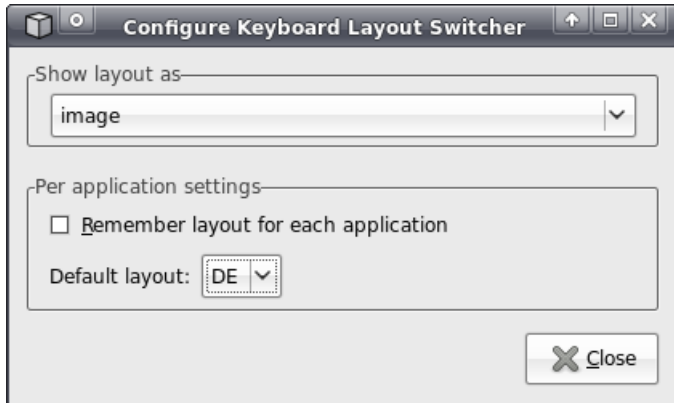 Configure Keyboard Layout Switcher
Show layout as
image
Per application settings
Remember layout for each application
Default layout: DE
Close